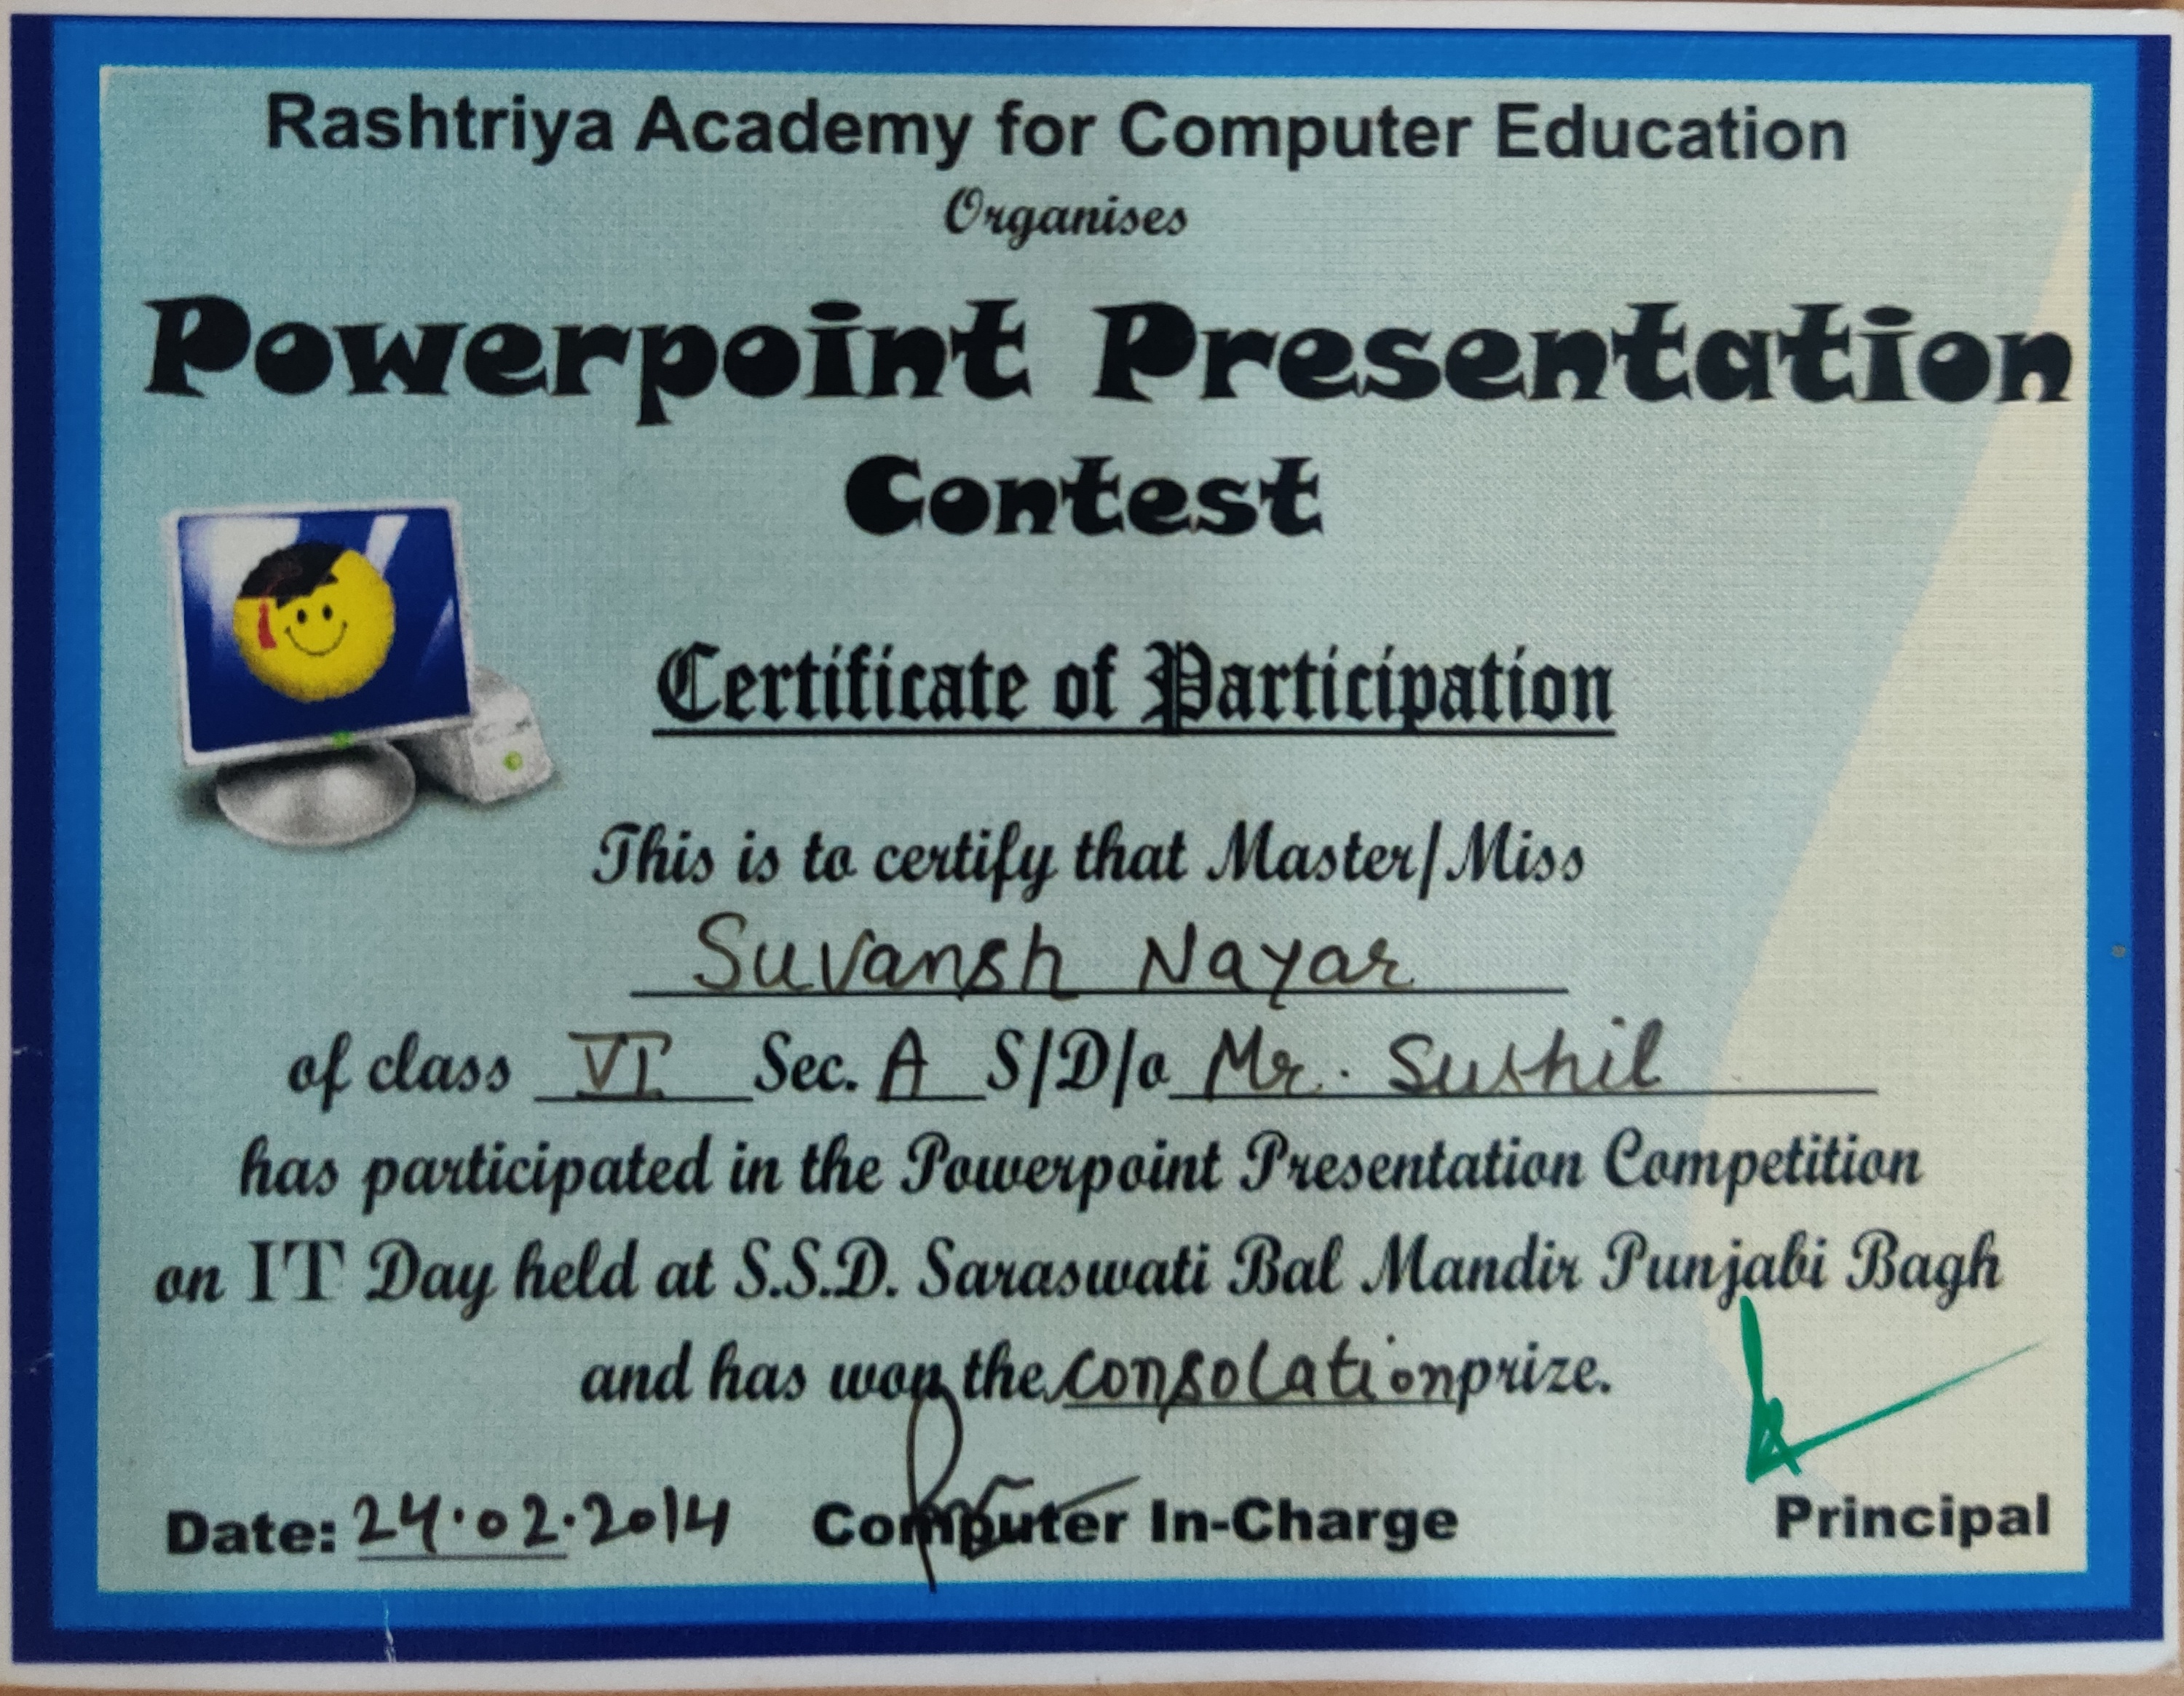 Rashtriya Academy for Computer Education
Organises
Powerpoint Presentation
Contest
Certificate of Participation
This is to certify that Master/Miss
Suvansh Nayar
of class VI Sec. A S/D/o Mr. Sushil
has participated in the Powerpoint Presentation Competition
on IT Day held at S.S.D. Saraswati Bal Mandir Punjabi Bagh
and has won the consolation prize.
Date: 24.02.2014 Computer In-Charge Principal